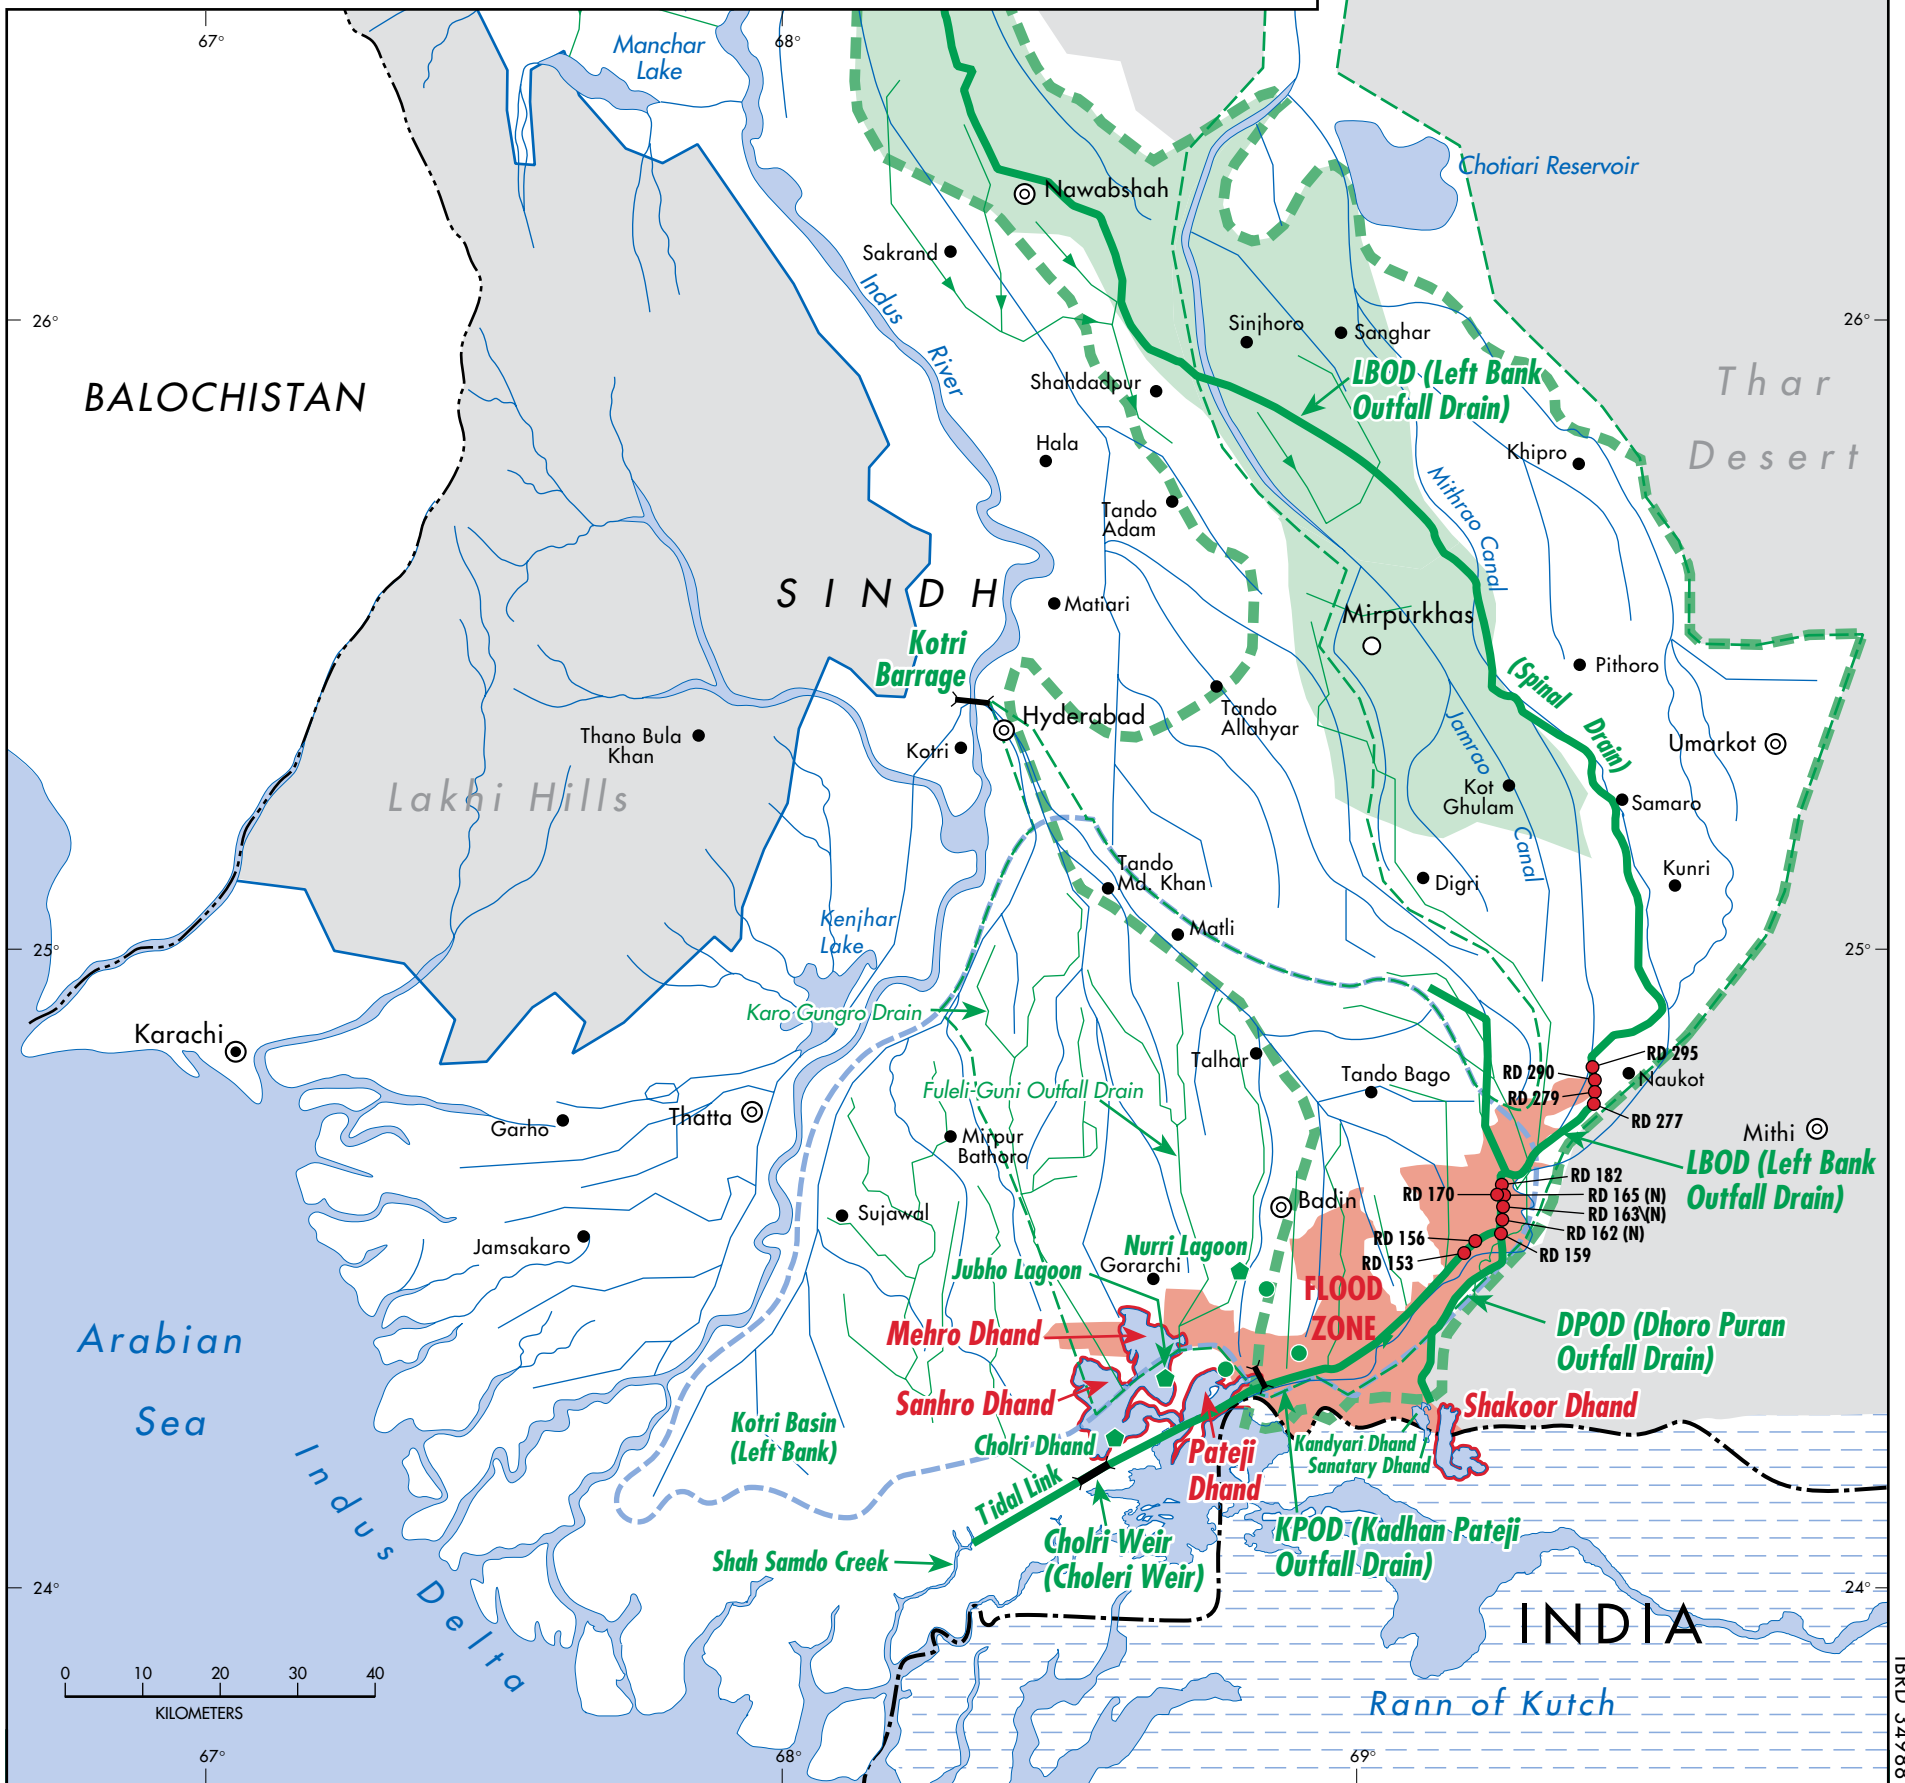 67°
68°
Manchar
Lake
Chotiari Reservoir
Nawabshah
Sakrand
Indus
River
26°
26°
Sinjhoro
Sanghar
BALOCHISTAN
Shahdadpur
LBOD (Left Bank
Outfall Drain)
Thar
Desert
Hala
Khipro
Mithrao Canal
Tando
Adam
SINDH
Matiari
Mirpurkhas
Kotri
Barrage
(Spinal
Drain)
Pithoro
Hyderabad
Tando
Allahyar
Jamrao
Canal
Umarkot
Thano Bula
Khan
Kotri
Lakhi Hills
Kot
Ghulam
Samaro
Tando
Md. Khan
Digri
Kunri
Kenjhar
Lake
Matli
25°
25°
Karo Gungro Drain
Karachi
Talhar
Tando Bago
RD 295
RD 290
Naukot
RD 279
RD 277
Fuleli-Guni Outfall Drain
Garho
Thatta
Mirpur
Bathoro
Mithi
LBOD (Left Bank
Outfall Drain)
RD 182
RD 170
RD 165 (N)
RD 163 (N)
RD 162 (N)
RD 156
RD 159
RD 153
Badin
Sujawal
Jamsakaro
Nurri Lagoon
Gorarchi
Jubho Lagoon
FLOOD
ZONE
Mehro Dhand
DPOD (Dhoro Puran
Outfall Drain)
Arabian
Sea
Sanhro Dhand
Shakoor Dhand
Kotri Basin
(Left Bank)
Cholri Dhand
Pateji
Dhand
Kandyari Dhand /
Sanatary Dhand
Indus Delta
Tidal Link
Cholri Weir
(Choleri Weir)
KPOD (Kadhan Pateji
Outfall Drain)
Shah Samdo Creek
24°
24°
INDIA
0 10 20 30 40
KILOMETERS
Rann of Kutch
67°
68°
69°
IBRD 34988